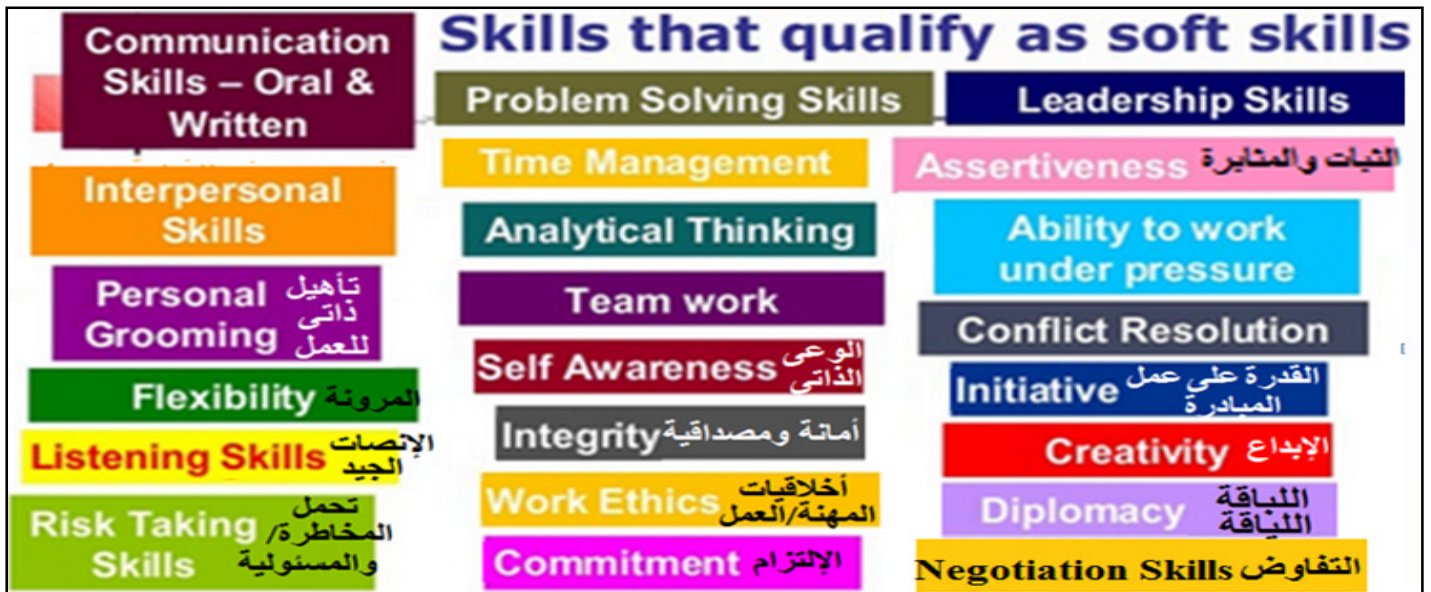 Skills that qualify as soft skills
Communication
Skills – Oral &
Written
Interpersonal
Skills
Personal تأهيل
ذاتى
Grooming للعمل
Flexibility المرونة
Listening Skills الإنصات
الجيد
تحمل
Risk Taking المخاطرة/
Skills والمسئولية
Problem Solving Skills
Time Management
Analytical Thinking
Team work
Self Awareness الوعى
الذاتى
Integrity أمانة ومصداقية
Work Ethics أخلاقيات
المهنة/العمل
Commitment الإلتزام
Leadership Skills
Assertiveness الثبات والمثابرة
Ability to work
under pressure
Conflict Resolution
Initiative القدرة على عمل
المبادرة
Creativity الإبداع
Diplomacy اللباقة
اللياقة
Negotiation Skills التفاوض